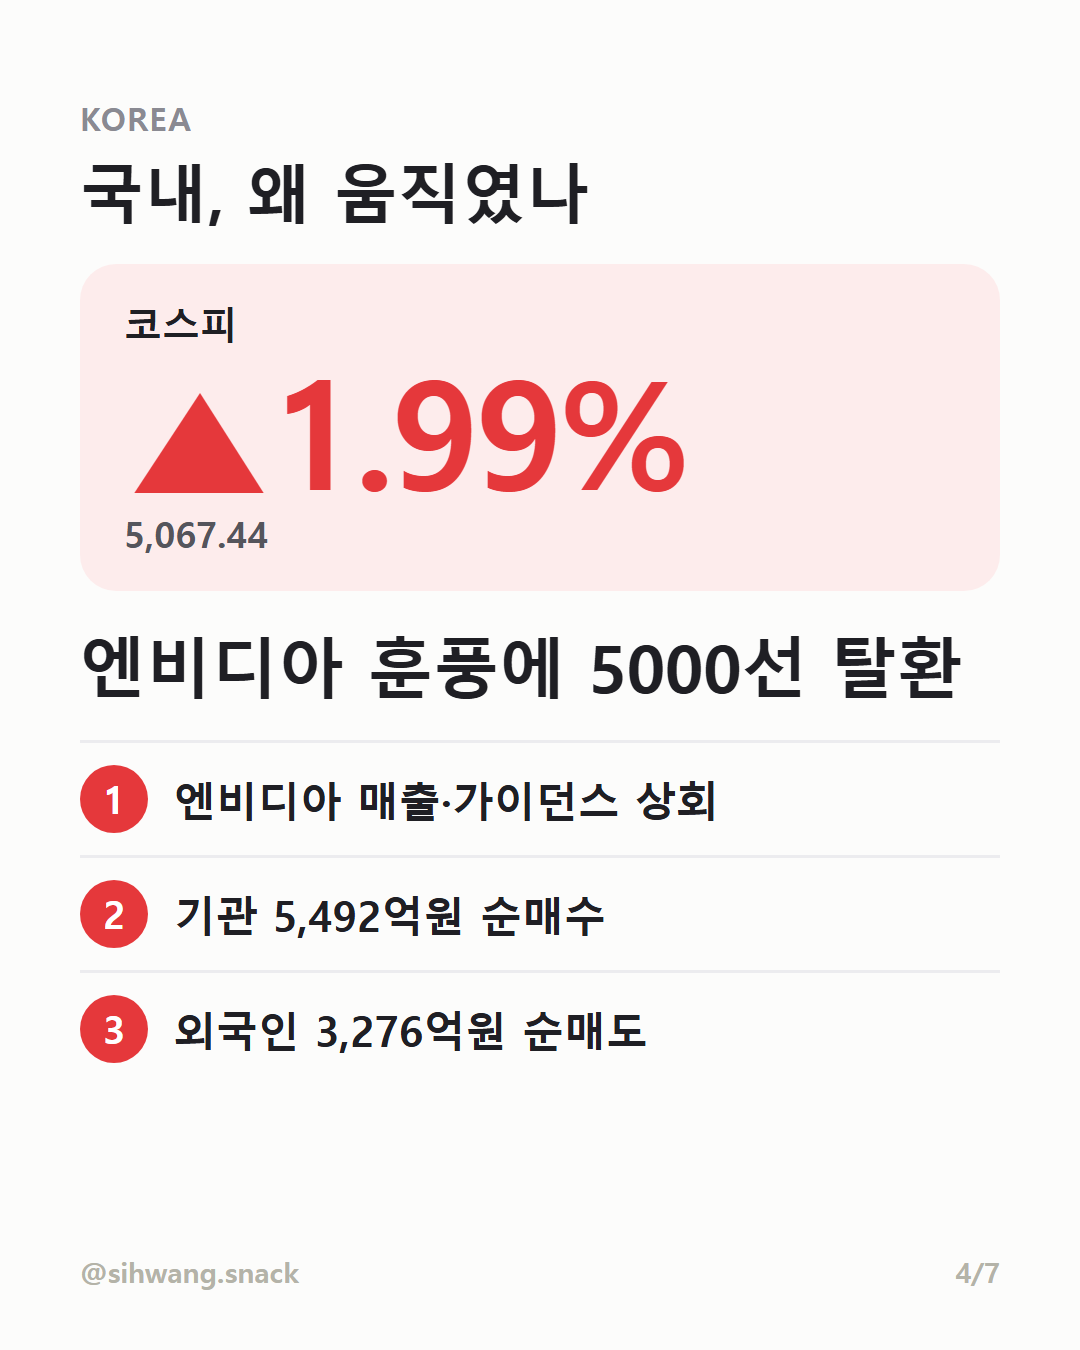 KOREA
국내, 왜 움직였나
코스피
▲1.99%
5,067.44
엔비디아 훈풍에 5000선 탈환
1 엔비디아 매출·가이던스 상회
2 기관 5,492억원 순매수
3 외국인 3,276억원 순매도
@sihwang.snack
4/7